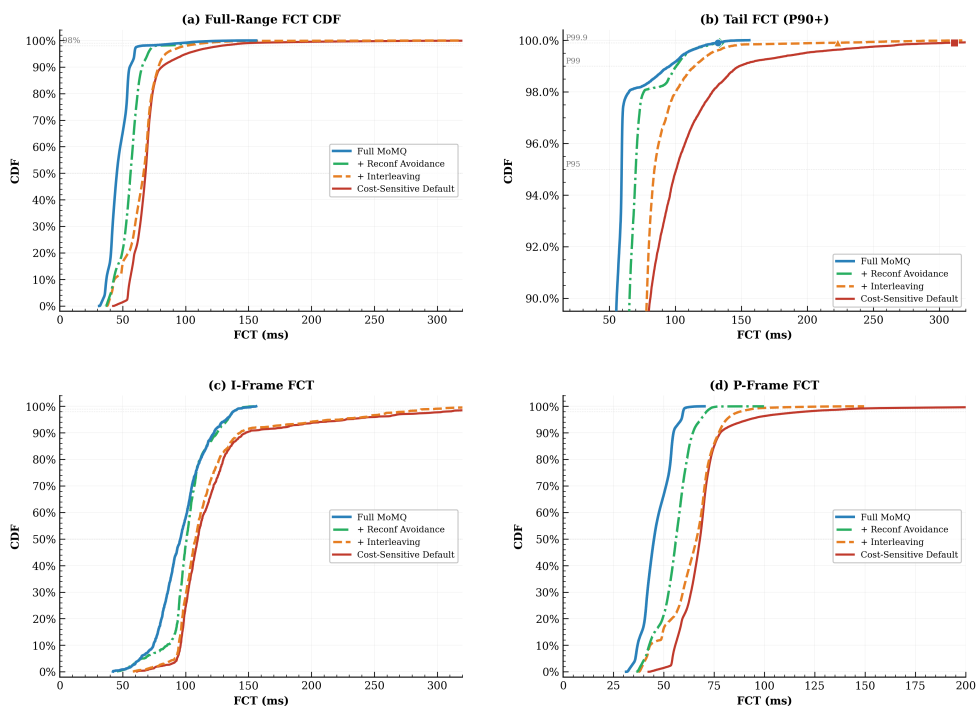 (a) Full-Range FCT CDF
100%
90%
80%
70%
60%
50%
40%
30%
20%
10%
0%
CDF
98%
Full MoMQ
+ Reconf Avoidance
+ Interleaving
Cost-Sensitive Default
0 50 100 150 200 250 300
FCT (ms)
(b) Tail FCT (P90+)
100.0%
98.0%
96.0%
94.0%
92.0%
90.0%
CDF
P99.9
P99
P95
Full MoMQ
+ Reconf Avoidance
+ Interleaving
Cost-Sensitive Default
50 100 150 200 250 300
FCT (ms)
(c) I-Frame FCT
100%
90%
80%
70%
60%
50%
40%
30%
20%
10%
0%
CDF
Full MoMQ
+ Reconf Avoidance
+ Interleaving
Cost-Sensitive Default
0 50 100 150 200 250 300
FCT (ms)
(d) P-Frame FCT
100%
90%
80%
70%
60%
50%
40%
30%
20%
10%
0%
CDF
Full MoMQ
+ Reconf Avoidance
+ Interleaving
Cost-Sensitive Default
0 25 50 75 100 125 150 175 200
FCT (ms)